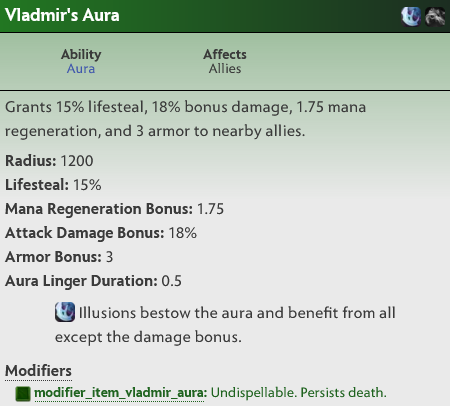 Vladmir's Aura
Ability
Aura
Affects
Allies
Grants 15% lifesteal, 18% bonus damage, 1.75 mana
regeneration, and 3 armor to nearby allies.
Radius: 1200
Lifesteal: 15%
Mana Regeneration Bonus: 1.75
Attack Damage Bonus: 18%
Armor Bonus: 3
Aura Linger Duration: 0.5
Illusions bestow the aura and benefit from all
except the damage bonus.
Modifiers
modifier_item_vladmir_aura: Undispellable. Persists death.